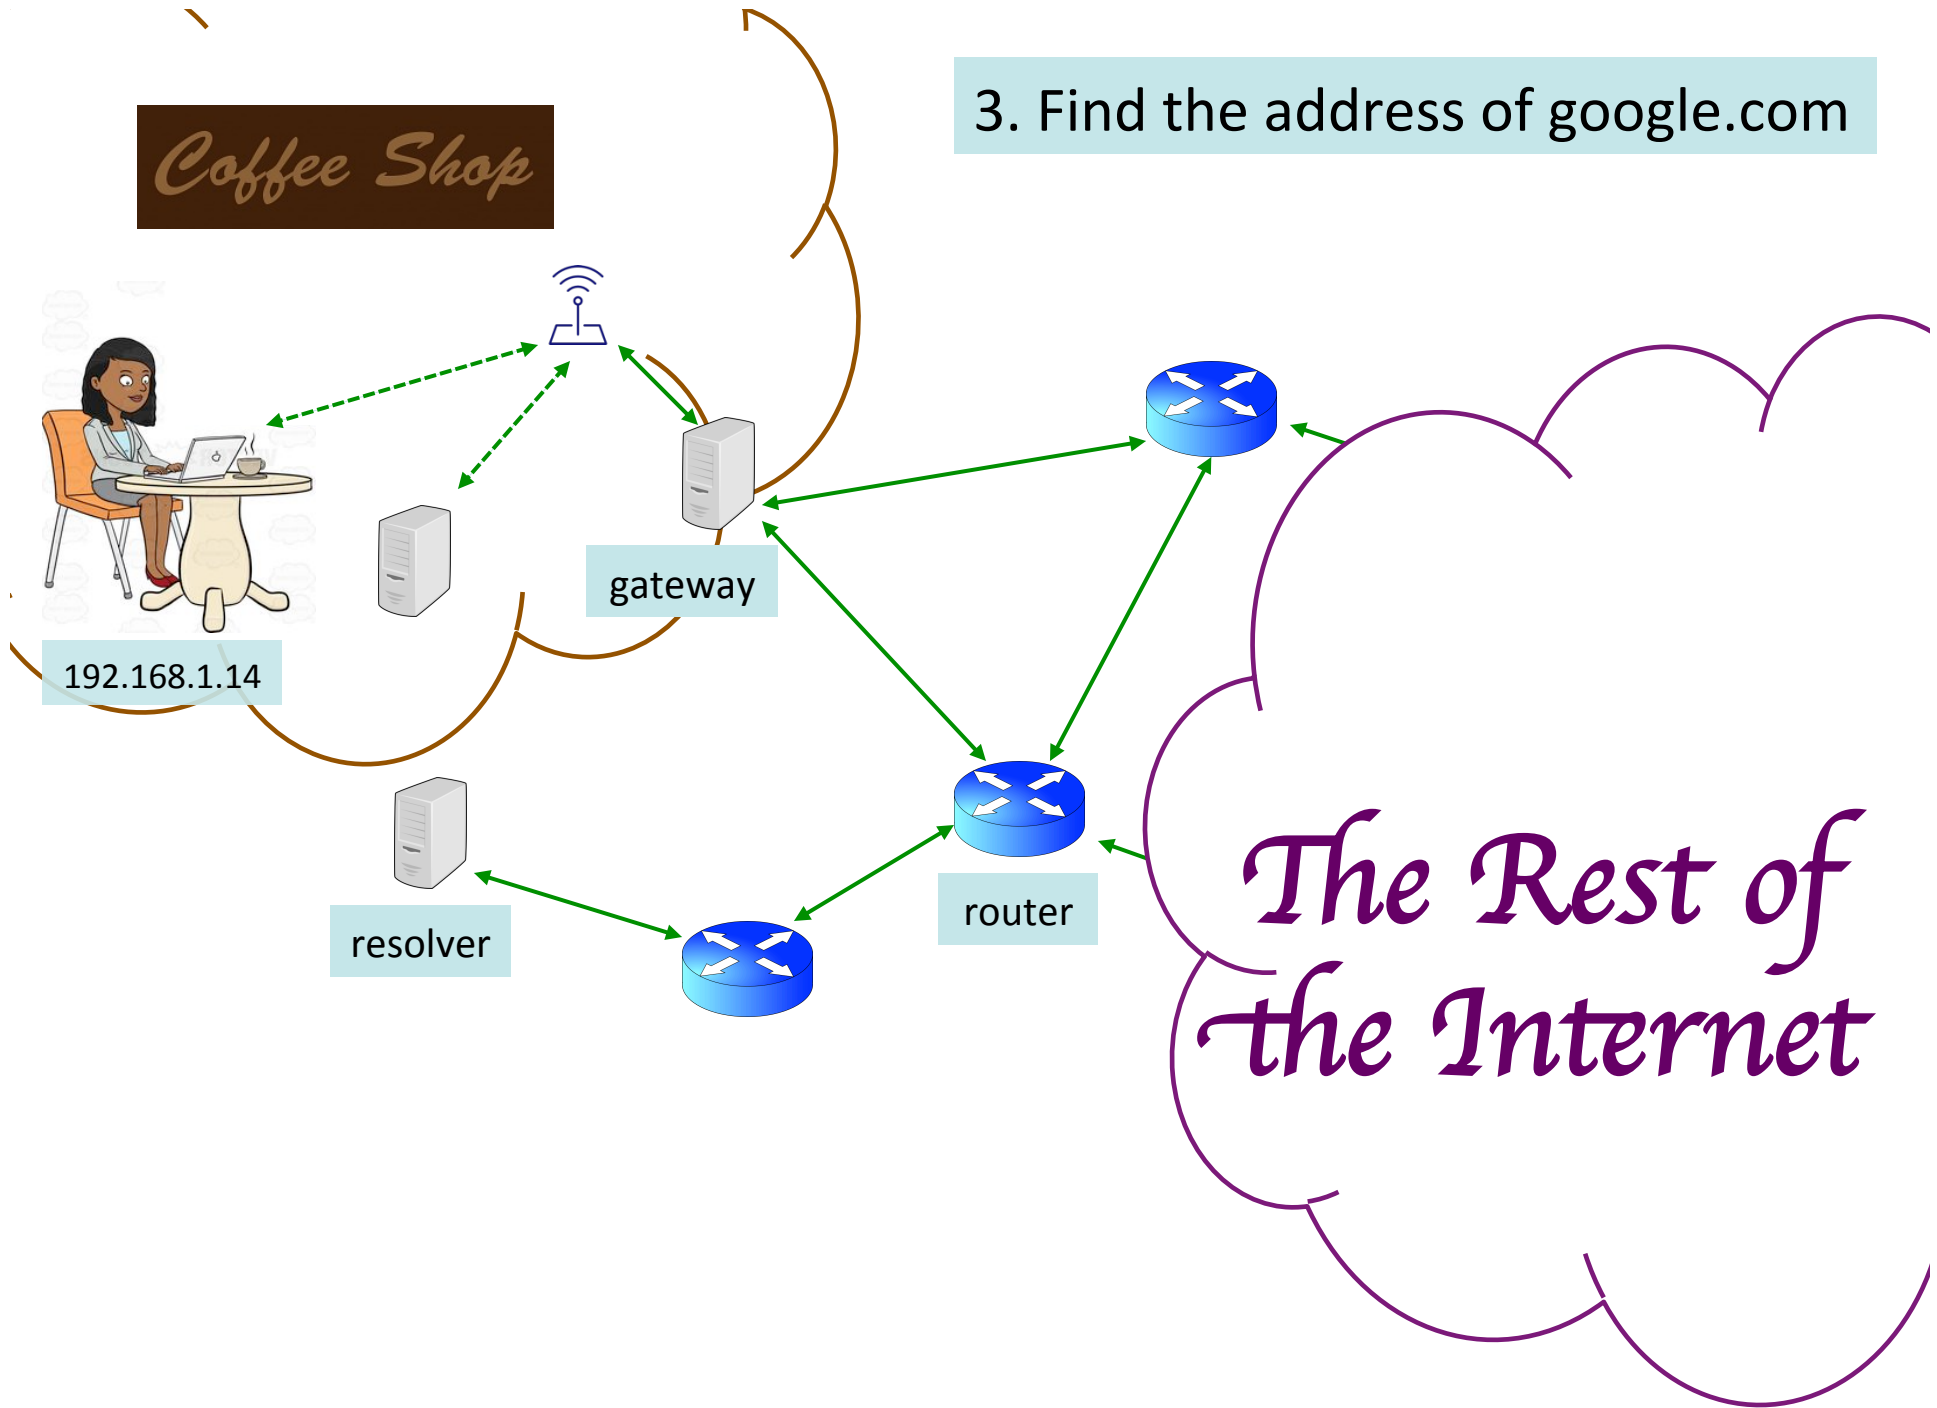 3. Find the address of google.com
Coffee Shop
gateway
192.168.1.14
resolver
router
The Rest of
the Internet